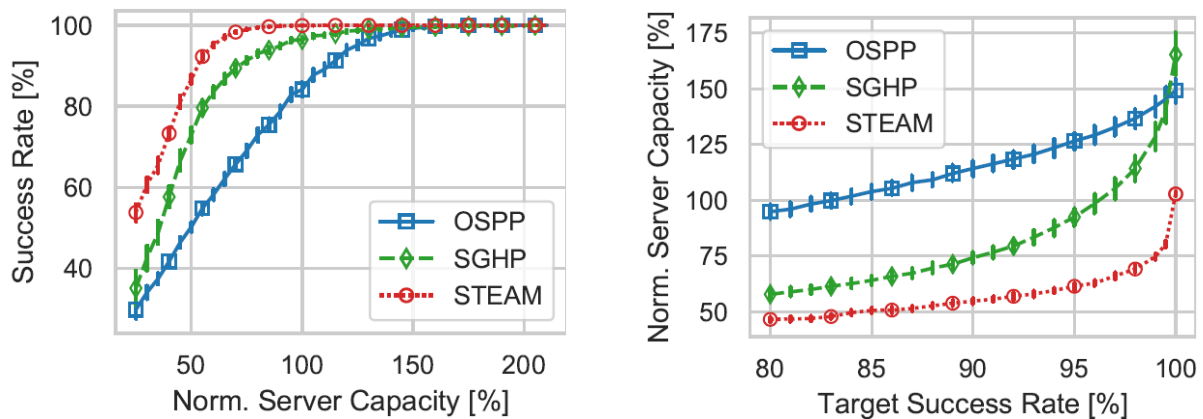 Success Rate [%]
100
80
60
40
OSPP
SGHP
STEAM
50 100 150 200
Norm. Server Capacity [%]
Norm. Server Capacity [%]
175
150
125
100
75
50
OSPP
SGHP
STEAM
80 85 90 95 100
Target Success Rate [%]